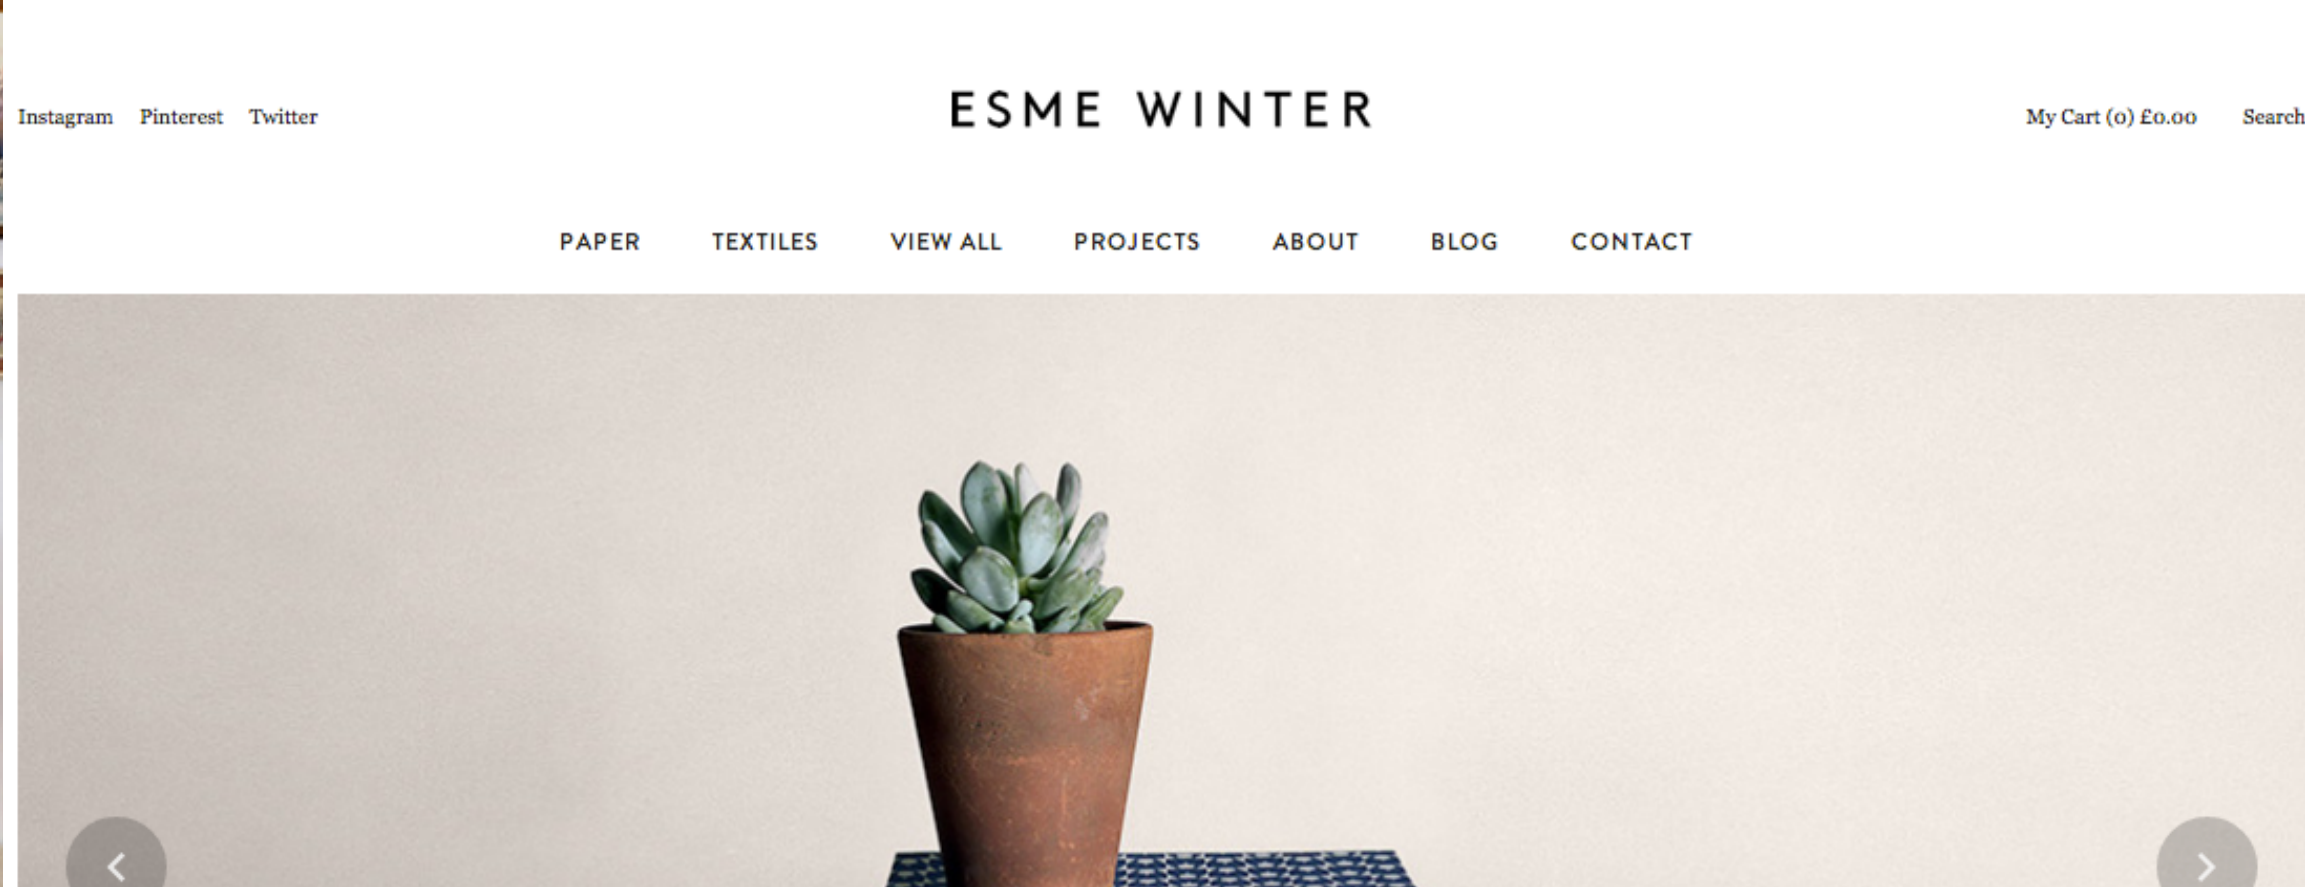 Instagram Pinterest Twitter
ESME WINTER
My Cart (0) £0.00 Search
PAPER TEXTILES VIEW ALL PROJECTS ABOUT BLOG CONTACT